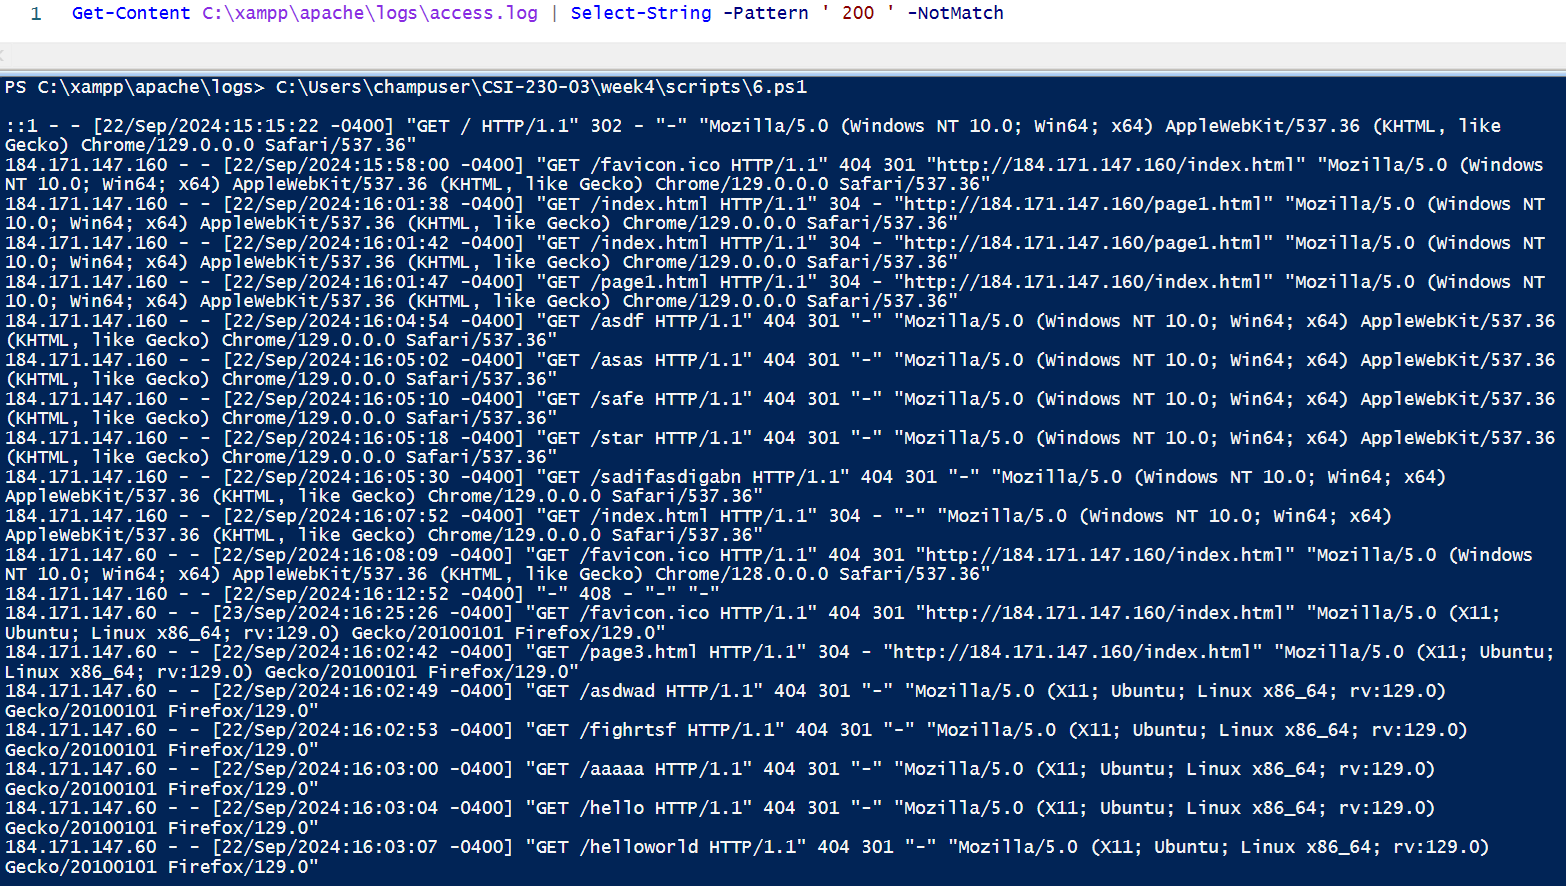 1 Get-Content C:\xampp\apache\logs\access.log | Select-String -Pattern ' 200 ' -NotMatch
PS C:\xampp\apache\logs> C:\Users\champuser\CSI-230-03\week4\scripts\6.ps1
::1 - - [22/Sep/2024:15:15:22 -0400] "GET / HTTP/1.1" 302 - "-" "Mozilla/5.0 (Windows NT 10.0; Win64; x64) AppleWebKit/537.36 (KHTML, like
Gecko) Chrome/129.0.0.0 Safari/537.36"
184.171.147.160 - - [22/Sep/2024:15:58:00 -0400] "GET /favicon.ico HTTP/1.1" 404 301 "http://184.171.147.160/index.html" "Mozilla/5.0 (Windows
NT 10.0; Win64; x64) AppleWebKit/537.36 (KHTML, like Gecko) Chrome/129.0.0.0 Safari/537.36"
184.171.147.160 - - [22/Sep/2024:16:01:38 -0400] "GET /index.html HTTP/1.1" 304 - "http://184.171.147.160/page1.html" "Mozilla/5.0 (Windows NT
10.0; Win64; x64) AppleWebKit/537.36 (KHTML, like Gecko) Chrome/129.0.0.0 Safari/537.36"
184.171.147.160 - - [22/Sep/2024:16:01:42 -0400] "GET /index.html HTTP/1.1" 304 - "http://184.171.147.160/page1.html" "Mozilla/5.0 (Windows NT
10.0; Win64; x64) AppleWebKit/537.36 (KHTML, like Gecko) Chrome/129.0.0.0 Safari/537.36"
184.171.147.160 - - [22/Sep/2024:16:01:47 -0400] "GET /page1.html HTTP/1.1" 304 - "http://184.171.147.160/index.html" "Mozilla/5.0 (Windows NT
10.0; Win64; x64) AppleWebKit/537.36 (KHTML, like Gecko) Chrome/129.0.0.0 Safari/537.36"
184.171.147.160 - - [22/Sep/2024:16:04:54 -0400] "GET /asdf HTTP/1.1" 404 301 "-" "Mozilla/5.0 (Windows NT 10.0; Win64; x64) AppleWebKit/537.36
(KHTML, like Gecko) Chrome/129.0.0.0 Safari/537.36"
184.171.147.160 - - [22/Sep/2024:16:05:02 -0400] "GET /asas HTTP/1.1" 404 301 "-" "Mozilla/5.0 (Windows NT 10.0; Win64; x64) AppleWebKit/537.36
(KHTML, like Gecko) Chrome/129.0.0.0 Safari/537.36"
184.171.147.160 - - [22/Sep/2024:16:05:10 -0400] "GET /safe HTTP/1.1" 404 301 "-" "Mozilla/5.0 (Windows NT 10.0; Win64; x64) AppleWebKit/537.36
(KHTML, like Gecko) Chrome/129.0.0.0 Safari/537.36"
184.171.147.160 - - [22/Sep/2024:16:05:18 -0400] "GET /star HTTP/1.1" 404 301 "-" "Mozilla/5.0 (Windows NT 10.0; Win64; x64) AppleWebKit/537.36
(KHTML, like Gecko) Chrome/129.0.0.0 Safari/537.36"
184.171.147.160 - - [22/Sep/2024:16:05:30 -0400] "GET /sadifasdigabn HTTP/1.1" 404 301 "-" "Mozilla/5.0 (Windows NT 10.0; Win64; x64)
AppleWebKit/537.36 (KHTML, like Gecko) Chrome/129.0.0.0 Safari/537.36"
184.171.147.160 - - [22/Sep/2024:16:07:52 -0400] "GET /index.html HTTP/1.1" 304 - "-" "Mozilla/5.0 (Windows NT 10.0; Win64; x64)
AppleWebKit/537.36 (KHTML, like Gecko) Chrome/129.0.0.0 Safari/537.36"
184.171.147.60 - - [22/Sep/2024:16:08:09 -0400] "GET /favicon.ico HTTP/1.1" 404 301 "http://184.171.147.160/index.html" "Mozilla/5.0 (Windows
NT 10.0; Win64; x64) AppleWebKit/537.36 (KHTML, like Gecko) Chrome/128.0.0.0 Safari/537.36"
184.171.147.160 - - [22/Sep/2024:16:12:52 -0400] "-" 408 - "-" "-"
184.171.147.60 - - [23/Sep/2024:16:25:26 -0400] "GET /favicon.ico HTTP/1.1" 404 301 "http://184.171.147.160/index.html" "Mozilla/5.0 (X11;
Ubuntu; Linux x86_64; rv:129.0) Gecko/20100101 Firefox/129.0"
184.171.147.60 - - [22/Sep/2024:16:02:42 -0400] "GET /page3.html HTTP/1.1" 304 - "http://184.171.147.160/index.html" "Mozilla/5.0 (X11; Ubuntu;
Linux x86_64; rv:129.0) Gecko/20100101 Firefox/129.0"
184.171.147.60 - - [22/Sep/2024:16:02:49 -0400] "GET /asdwad HTTP/1.1" 404 301 "-" "Mozilla/5.0 (X11; Ubuntu; Linux x86_64; rv:129.0)
Gecko/20100101 Firefox/129.0"
184.171.147.60 - - [22/Sep/2024:16:02:53 -0400] "GET /fighrtsf HTTP/1.1" 404 301 "-" "Mozilla/5.0 (X11; Ubuntu; Linux x86_64; rv:129.0)
Gecko/20100101 Firefox/129.0"
184.171.147.60 - - [22/Sep/2024:16:03:00 -0400] "GET /aaaaa HTTP/1.1" 404 301 "-" "Mozilla/5.0 (X11; Ubuntu; Linux x86_64; rv:129.0)
Gecko/20100101 Firefox/129.0"
184.171.147.60 - - [22/Sep/2024:16:03:04 -0400] "GET /hello HTTP/1.1" 404 301 "-" "Mozilla/5.0 (X11; Ubuntu; Linux x86_64; rv:129.0)
Gecko/20100101 Firefox/129.0"
184.171.147.60 - - [22/Sep/2024:16:03:07 -0400] "GET /helloworld HTTP/1.1" 404 301 "-" "Mozilla/5.0 (X11; Ubuntu; Linux x86_64; rv:129.0)
Gecko/20100101 Firefox/129.0"